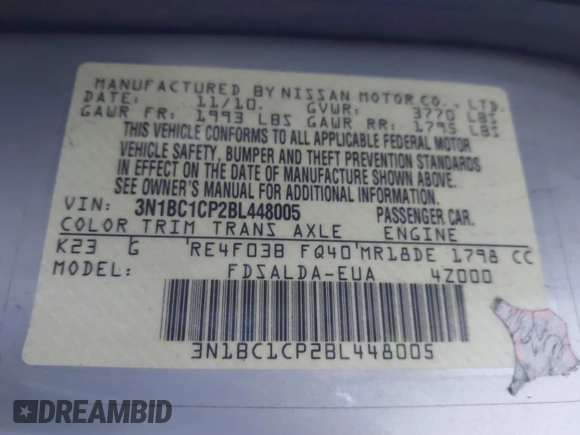 MANUFACTURED BY NISSAN MOTOR CO., LTD.
DATE: 11/10. GVWR: 3770 LBS
GAWR FR: 1993 LBS GAWR RR: 1795 LBS
THIS VEHICLE CONFORMS TO ALL APPLICABLE FEDERAL MOTOR
VEHICLE SAFETY, BUMPER AND THEFT PREVENTION STANDARDS
IN EFFECT ON THE DATE OF MANUFACTURE SHOWN ABOVE.
SEE OWNER'S MANUAL FOR ADDITIONAL INFORMATION.
VIN: 3N1BC1CP2BL448005 PASSENGER CAR.
COLOR TRIM TRANS AXLE ENGINE
K23 G RE4F03B FQ40 MR18DE 1798 CC
MODEL: FDSALDA-EUA 4Z000
3N1BC1CP2BL448005
DREAMBID